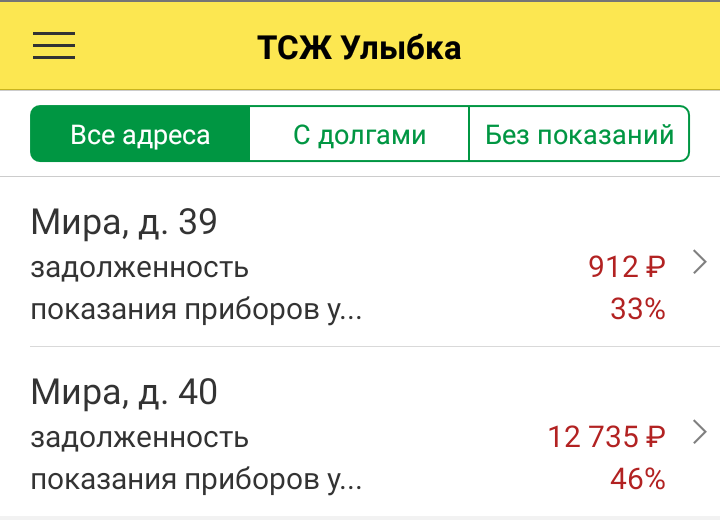 ТСЖ Улыбка
Все адреса С долгами Без показаний
Мира, д. 39
задолженность 912 ₽
показания приборов у... 33%
Мира, д. 40
задолженность 12 735 ₽
показания приборов у... 46%